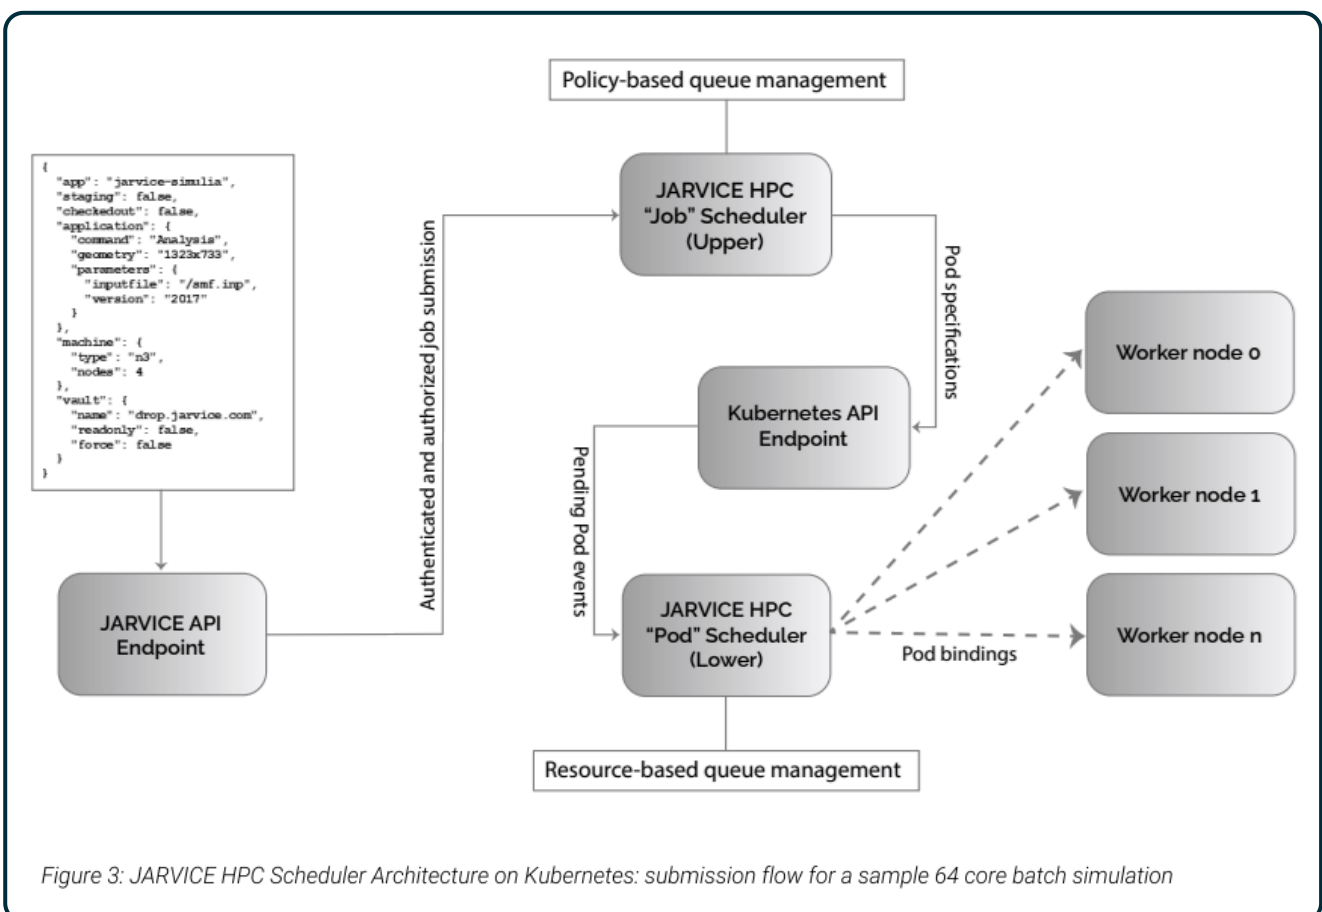 Policy-based queue management
{
"app": "jarvice-simulia",
"staging": false,
"checkedout": false,
"application": {
"command": "Analysis",
"geometry": "1323x733",
"parameters": {
"inputfile": "/smf.inp",
"version": "2017"
}
},
"machine": {
"type": "n3",
"nodes": 4
},
"vault": {
"name": "drop.jarvice.com",
"readonly": false,
"force": false
}
}
JARVICE API
Endpoint
Authenticated and authorized job submission
JARVICE HPC
“Job” Scheduler
(Upper)
Pod specifications
Kubernetes API
Endpoint
Pending Pod events
JARVICE HPC
“Pod” Scheduler
(Lower)
Resource-based queue management
Pod bindings
Worker node 0
Worker node 1
Worker node n
Figure 3: JARVICE HPC Scheduler Architecture on Kubernetes: submission flow for a sample 64 core batch simulation